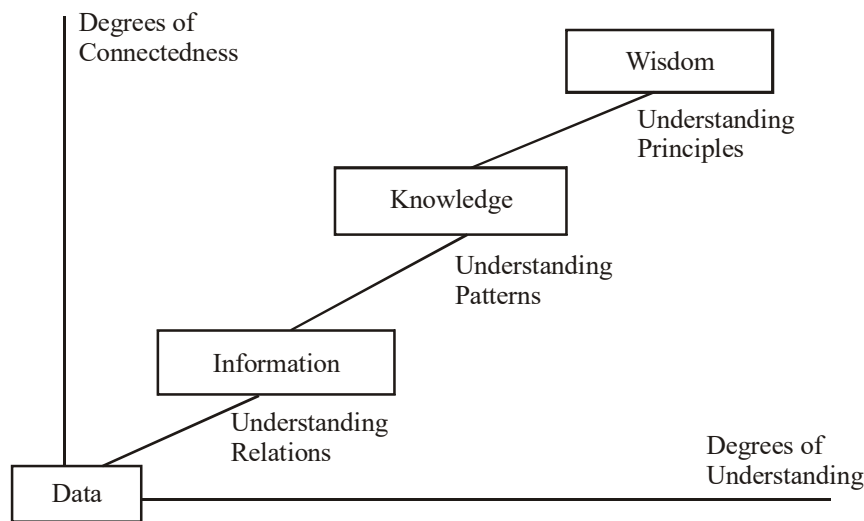 Degrees of
Connectedness
Wisdom
Understanding
Principles
Knowledge
Understanding
Patterns
Information
Understanding
Relations
Degrees of
Understanding
Data